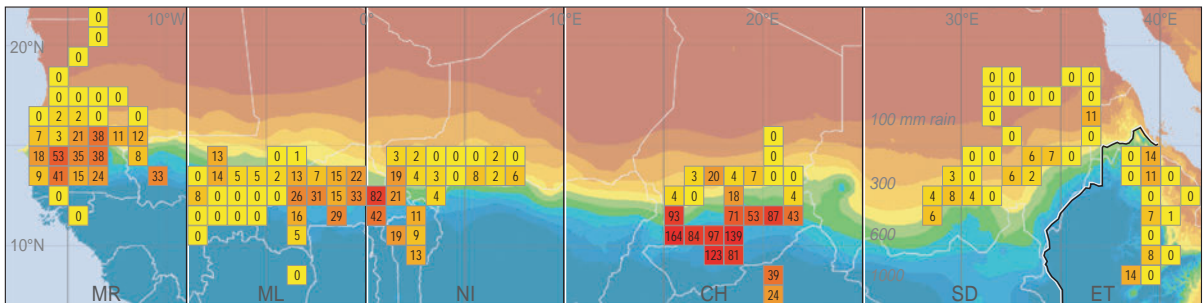 10°W 0° 10°E 20°E 30°E 40°E
0
0
20°N 0
0 0 0 0
0 0 0 0 0 0 0 0
0 2 2 0 0 100 mm rain 11
7 3 21 38 11 12 0 0 0
18 53 35 38 8 13 0 1 3 2 0 0 0 2 0 0 0 0 6 7 0 0 14
9 41 15 24 33 0 14 5 5 2 13 7 15 22 19 4 3 0 8 2 6 3 20 4 7 300 3 0 6 2 11
0 8 0 0 0 0 26 31 15 33 82 21 4 4 0 18 4 4 8 4 0 0 0 0
0 0 0 0 0 16 29 42 11 93 71 53 87 43 600 6 7 1
10°N 0 5 19 9 164 84 97 139 0
13 123 81 8 0
0 39 1000 14 0
24
MR ML NI CH SD ET